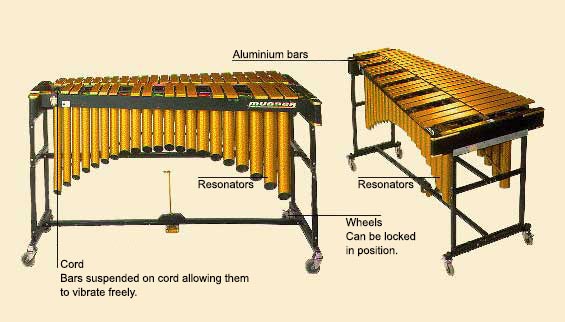 Aluminium bars
musser
Resonators
Resonators
Wheels
Can be locked
in position.
Cord
Bars suspended on cord allowing them
to vibrate freely.